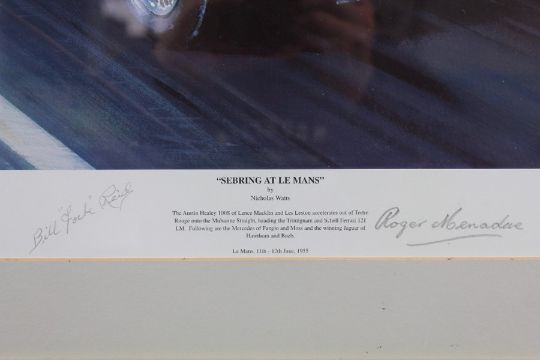 "SEBRING AT LE MANS"
by
Nicholas Watts
The Austin Healey 100S of Lance Macklin and Les Leston accelerates out of Tertre
Rouge onto the Mulsanne Straight, heading the Trintignant and Schell Ferrari 121
LM. Following are the Mercedes of Fangio and Moss and the winning Jaguar of
Hawthorn and Bueb.
Le Mans, 11th - 12th June, 1955
Bill "Jock" Reid
Roger Menadue